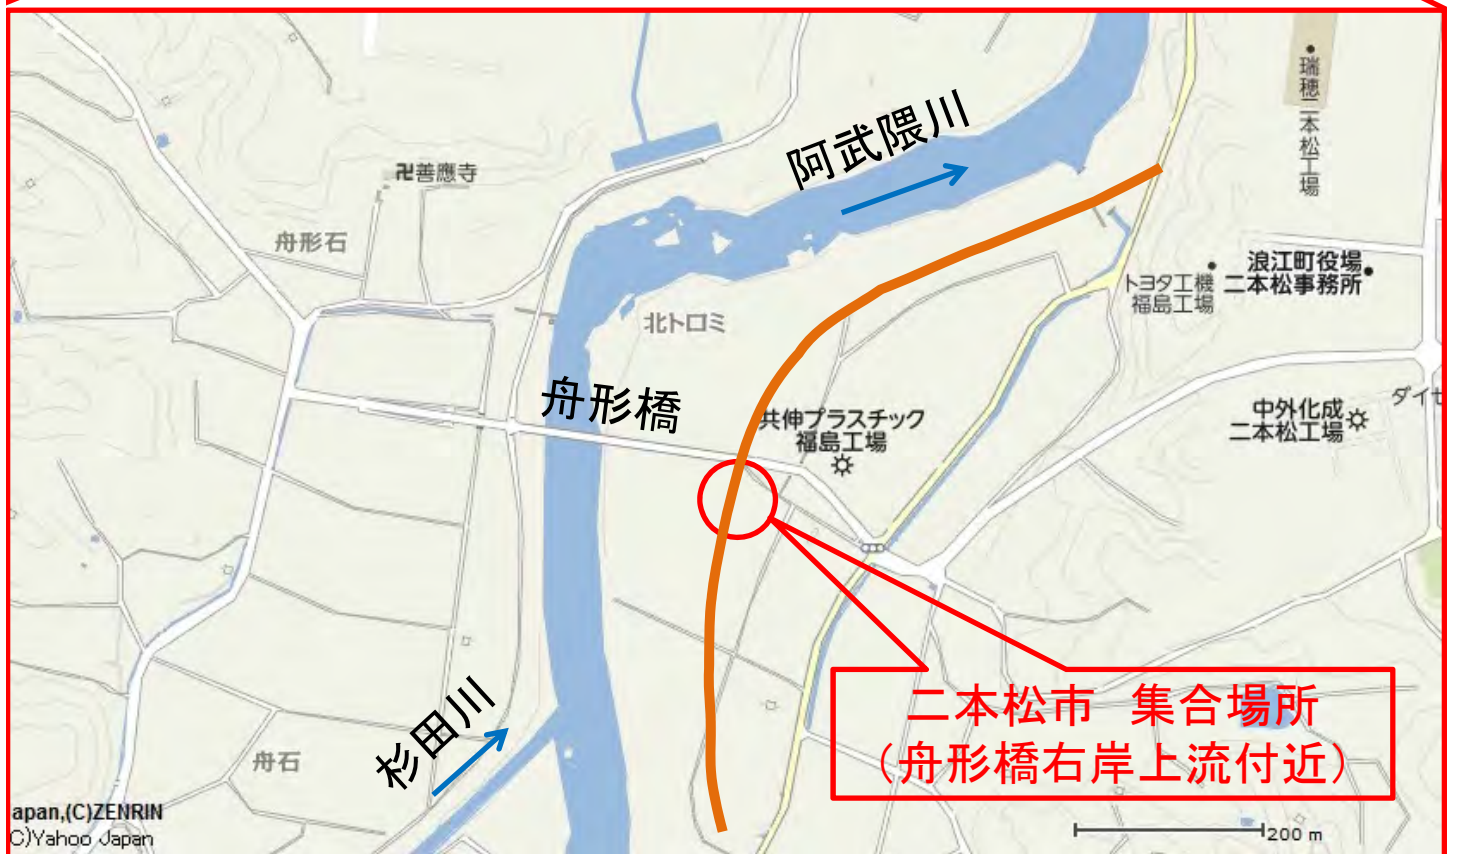 瑞穂二本松工場
阿武隈川
卍善應寺
舟形石
浪江町役場
二本松事務所
トヨタ工機
福島工場
北トロミ
舟形橋
ダイセ
共伸プラスチック
福島工場
中外化成
二本松工場
二本松市 集合場所
(舟形橋右岸上流付近)
杉田川
舟石
apan,(C)ZENRIN
C)Yahoo Japan
200 m